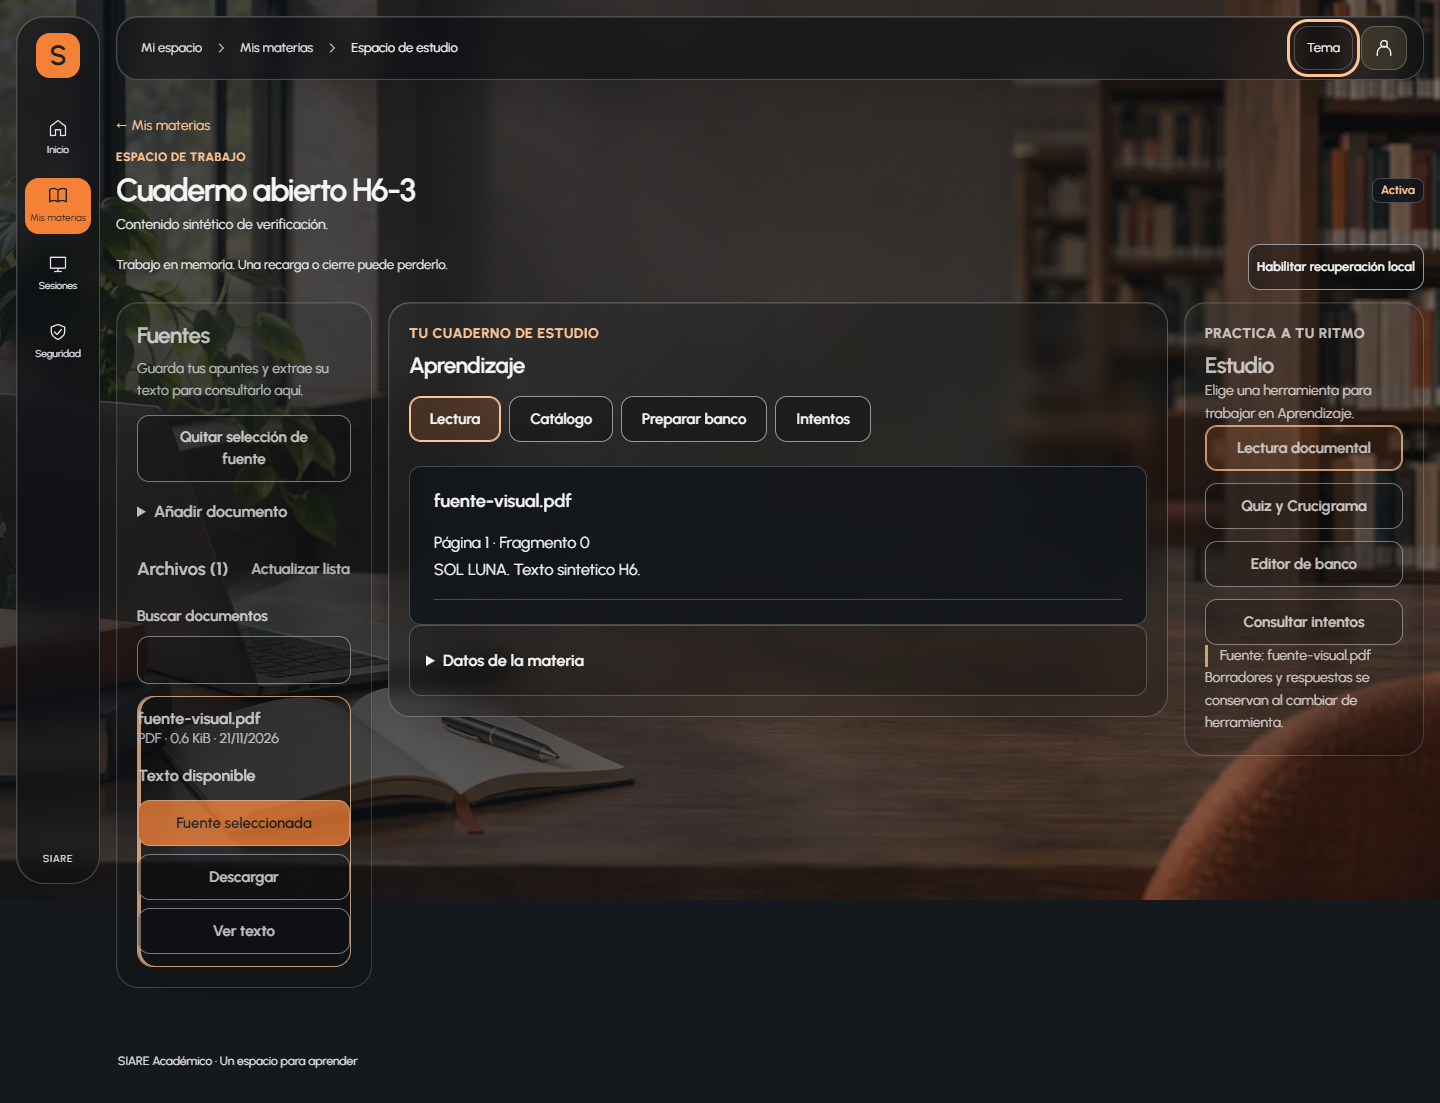 S
Inicio
Mis materias
Sesiones
Seguridad
SIARE
Mi espacio > Mis materias > Espacio de estudio
Tema
← Mis materias
ESPACIO DE TRABAJO
Cuaderno abierto H6-3
Activa
Contenido sintético de verificación.
Trabajo en memoria. Una recarga o cierre puede perderlo.
Habilitar recuperación local
Fuentes
Guarda tus apuntes y extrae su
texto para consultarlo aquí.
Quitar selección de
fuente
Añadir documento
Archivos (1) Actualizar lista
Buscar documentos
fuente-visual.pdf
PDF · 0,6 KiB · 21/11/2026
Texto disponible
Fuente seleccionada
Descargar
Ver texto
TU CUADERNO DE ESTUDIO
Aprendizaje
Lectura Catálogo Preparar banco Intentos
fuente-visual.pdf
Página 1 · Fragmento 0
SOL LUNA. Texto sintetico H6.
Datos de la materia
PRACTICA A TU RITMO
Estudio
Elige una herramienta para
trabajar en Aprendizaje.
Lectura documental
Quiz y Crucigrama
Editor de banco
Consultar intentos
Fuente: fuente-visual.pdf
Borradores y respuestas se
conservan al cambiar de
herramienta.
SIARE Académico · Un espacio para aprender